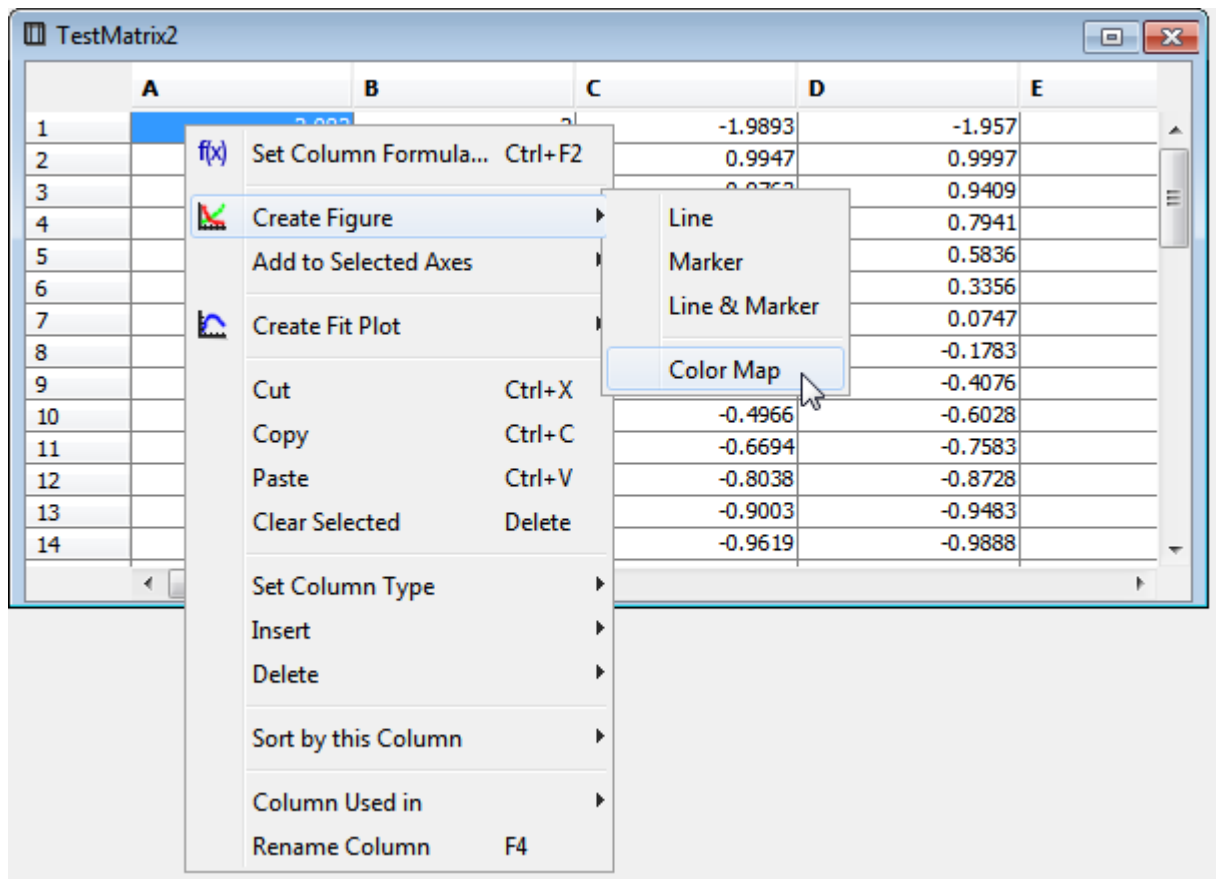 TestMatrix2
A B C D E
1 -1.9893 -1.957
2 0.9947 0.9997
3 0.9409
4 0.7941
5 0.5836
6 0.3356
7 0.0747
8 -0.1783
9 -0.4076
10 -0.4966 -0.6028
11 -0.6694 -0.7583
12 -0.8038 -0.8728
13 -0.9003 -0.9483
14 -0.9619 -0.9888
f(x) Set Column Formula... Ctrl+F2
Create Figure
Add to Selected Axes
Create Fit Plot
Cut Ctrl+X
Copy Ctrl+C
Paste Ctrl+V
Clear Selected Delete
Set Column Type
Insert
Delete
Sort by this Column
Column Used in
Rename Column F4
Line
Marker
Line & Marker
Color Map